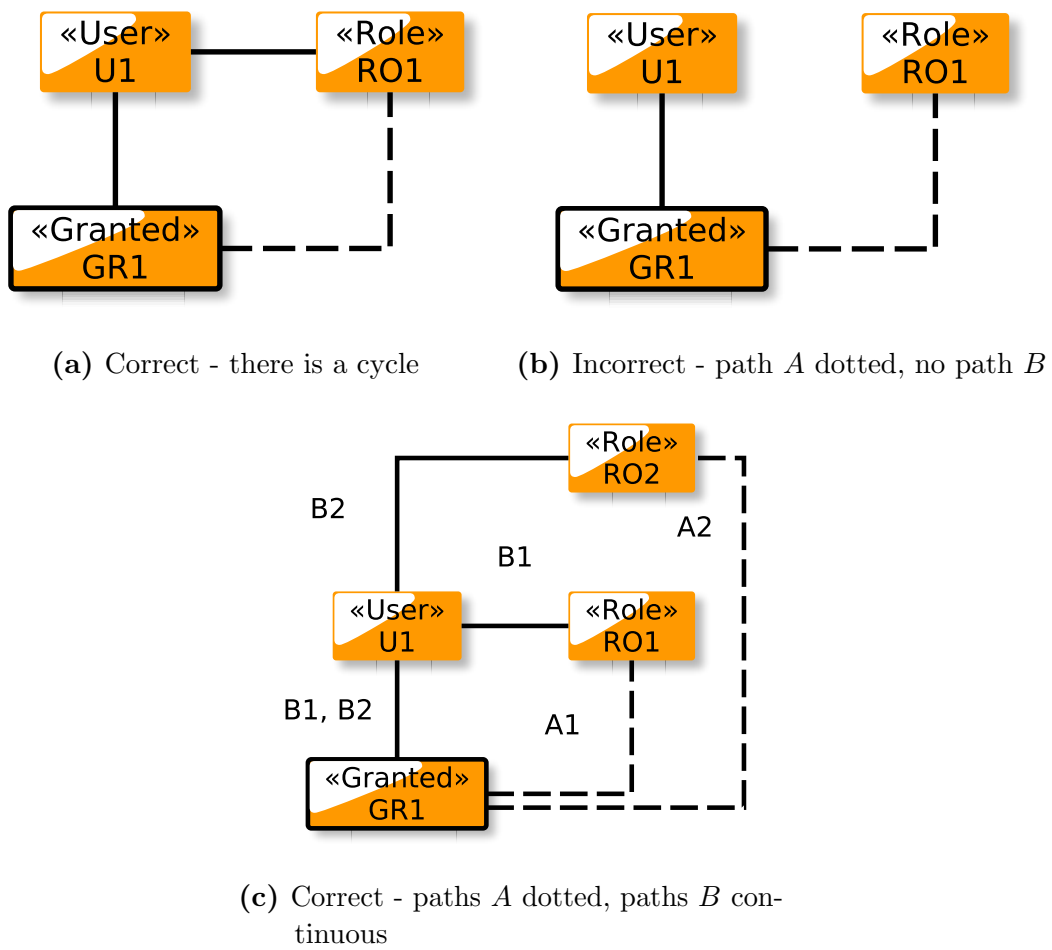 «User»
U1
«Role»
RO1
«Granted»
GR1
(a) Correct - there is a cycle
«User»
U1
«Role»
RO1
«Granted»
GR1
(b) Incorrect - path A dotted, no path B
«Role»
RO2
B2
A2
B1
«User»
U1
«Role»
RO1
B1, B2
A1
«Granted»
GR1
(c) Correct - paths A dotted, paths B con-
tinuous